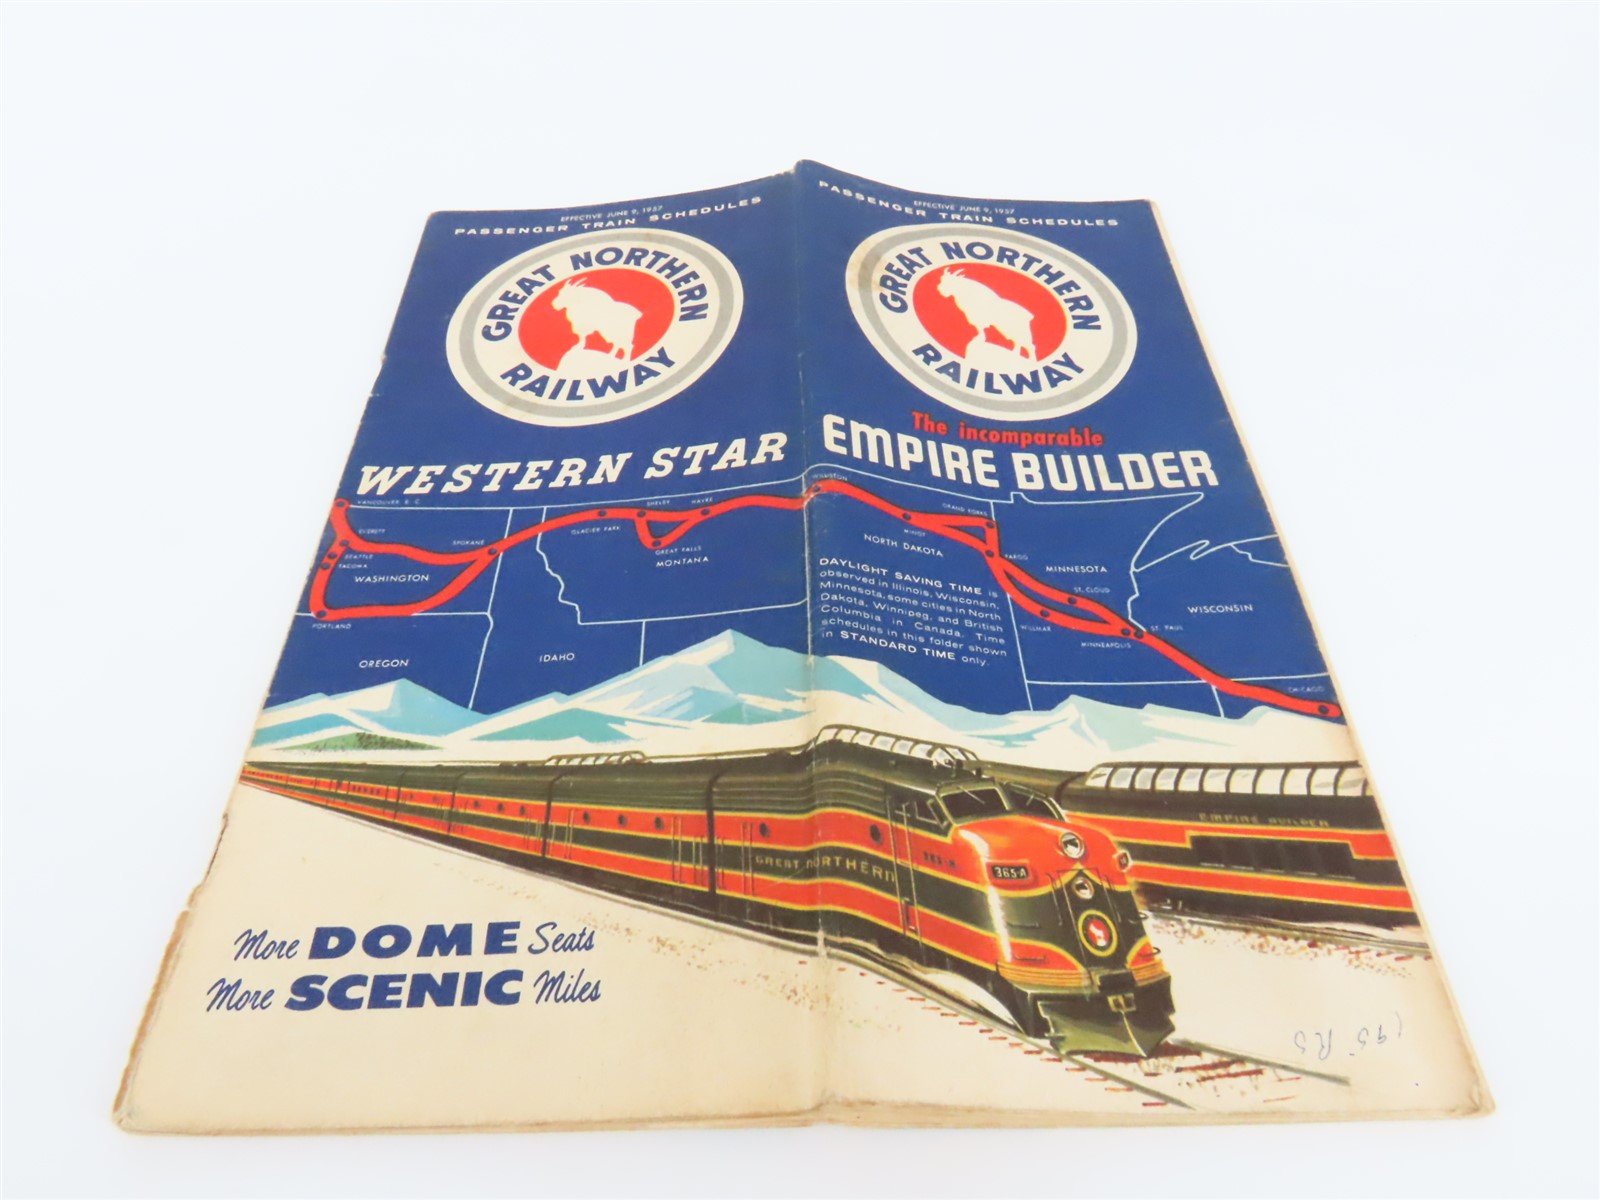 EFFECTIVE JUNE 9, 1957
PASSENGER TRAIN SCHEDULES
GREAT NORTHERN
RAILWAY
WESTERN STAR
VANCOUVER, B. C.
EVERETT
SEATTLE
TACOMA
SPOKANE
WASHINGTON
PORTLAND
OREGON
IDAHO
GLACIER PARK
SHELBY
HAVRE
GREAT FALLS
MONTANA
More DOME Seats
More SCENIC Miles
EFFECTIVE JUNE 9, 1957
PASSENGER TRAIN SCHEDULES
GREAT NORTHERN
RAILWAY
The incomparable
EMPIRE BUILDER
WILLISTON
MINOT
GRAND FORKS
NORTH DAKOTA
FARGO
MINNESOTA
ST. CLOUD
WILLMAR
MINNEAPOLIS
ST. PAUL
WISCONSIN
CHICAGO
DAYLIGHT SAVING TIME is
observed in Illinois, Wisconsin,
Minnesota, some cities in North
Dakota, Winnipeg, and British
Columbia in Canada. Time
schedules in this folder shown
in STANDARD TIME only.
EMPIRE BUILDER
GREAT NORTHERN
365-A